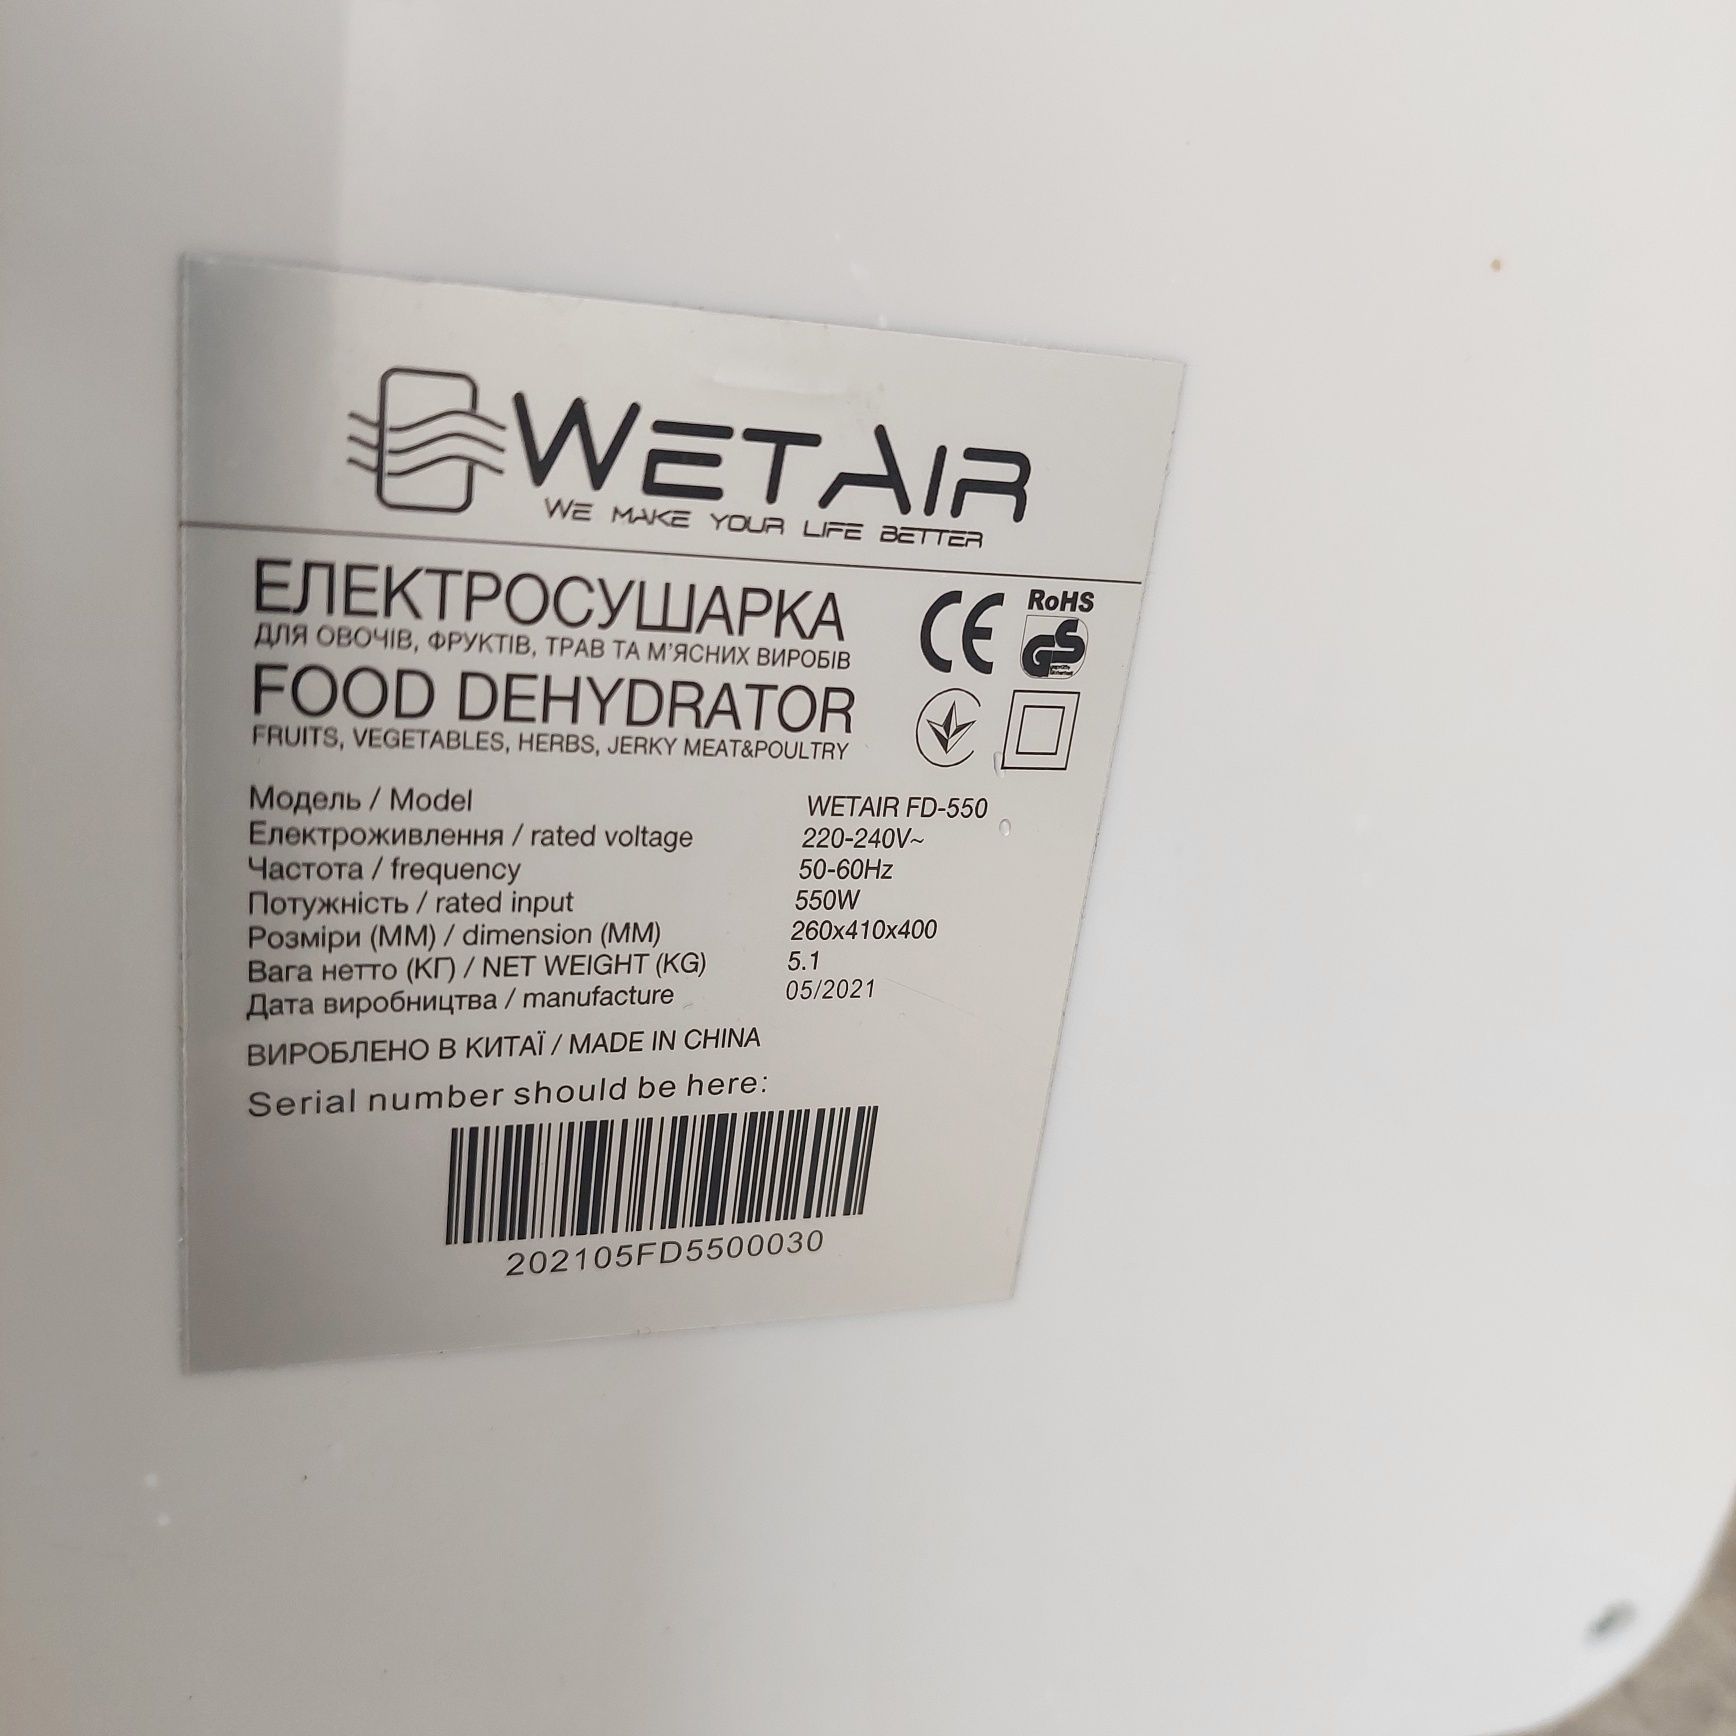 WETAIR
WE MAKE YOUR LIFE BETTER
ЕЛЕКТРОСУШАРКА
ДЛЯ ОВОЧІВ, ФРУКТІВ, ТРАВ ТА М'ЯСНИХ ВИРОБІВ
FOOD DEHYDRATOR
FRUITS, VEGETABLES, HERBS, JERKY MEAT&POULTRY
CE RoHS
GS
Модель / Model WETAIR FD-550
Електроживлення / rated voltage 220-240V~
Частота / frequency 50-60Hz
Потужність / rated input 550W
Розміри (ММ) / dimension (MM) 260x410x400
Вага нетто (КГ) / NET WEIGHT (KG) 5.1
Дата виробництва / manufacture 05/2021
ВИРОБЛЕНО В КИТАЇ / MADE IN CHINA
Serial number should be here:
202105FD5500030